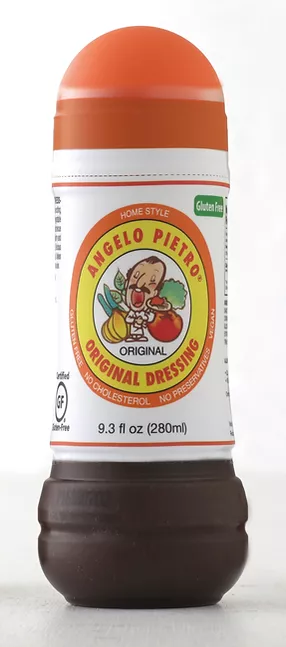 Gluten Free
HOME STYLE
ANGELO PIETRO®
ORIGINAL
ORIGINAL DRESSING
GLUTEN FREE NO CHOLESTEROL NO PRESERVATIVES VEGAN
Certified
GF
Gluten-Free
9.3 fl oz (280ml)